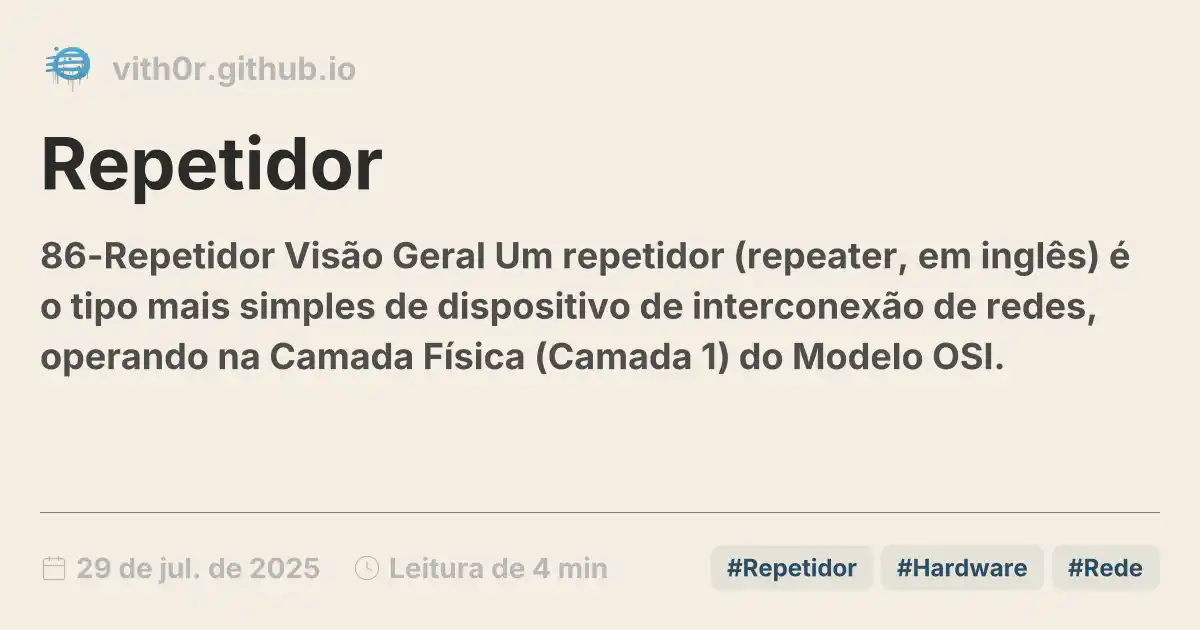 vith0r.github.io
Repetidor
86-Repetidor Visão Geral Um repetidor (repeater, em inglês) é
o tipo mais simples de dispositivo de interconexão de redes,
operando na Camada Física (Camada 1) do Modelo OSI.
29 de jul. de 2025 Leitura de 4 min #Repetidor #Hardware #Rede